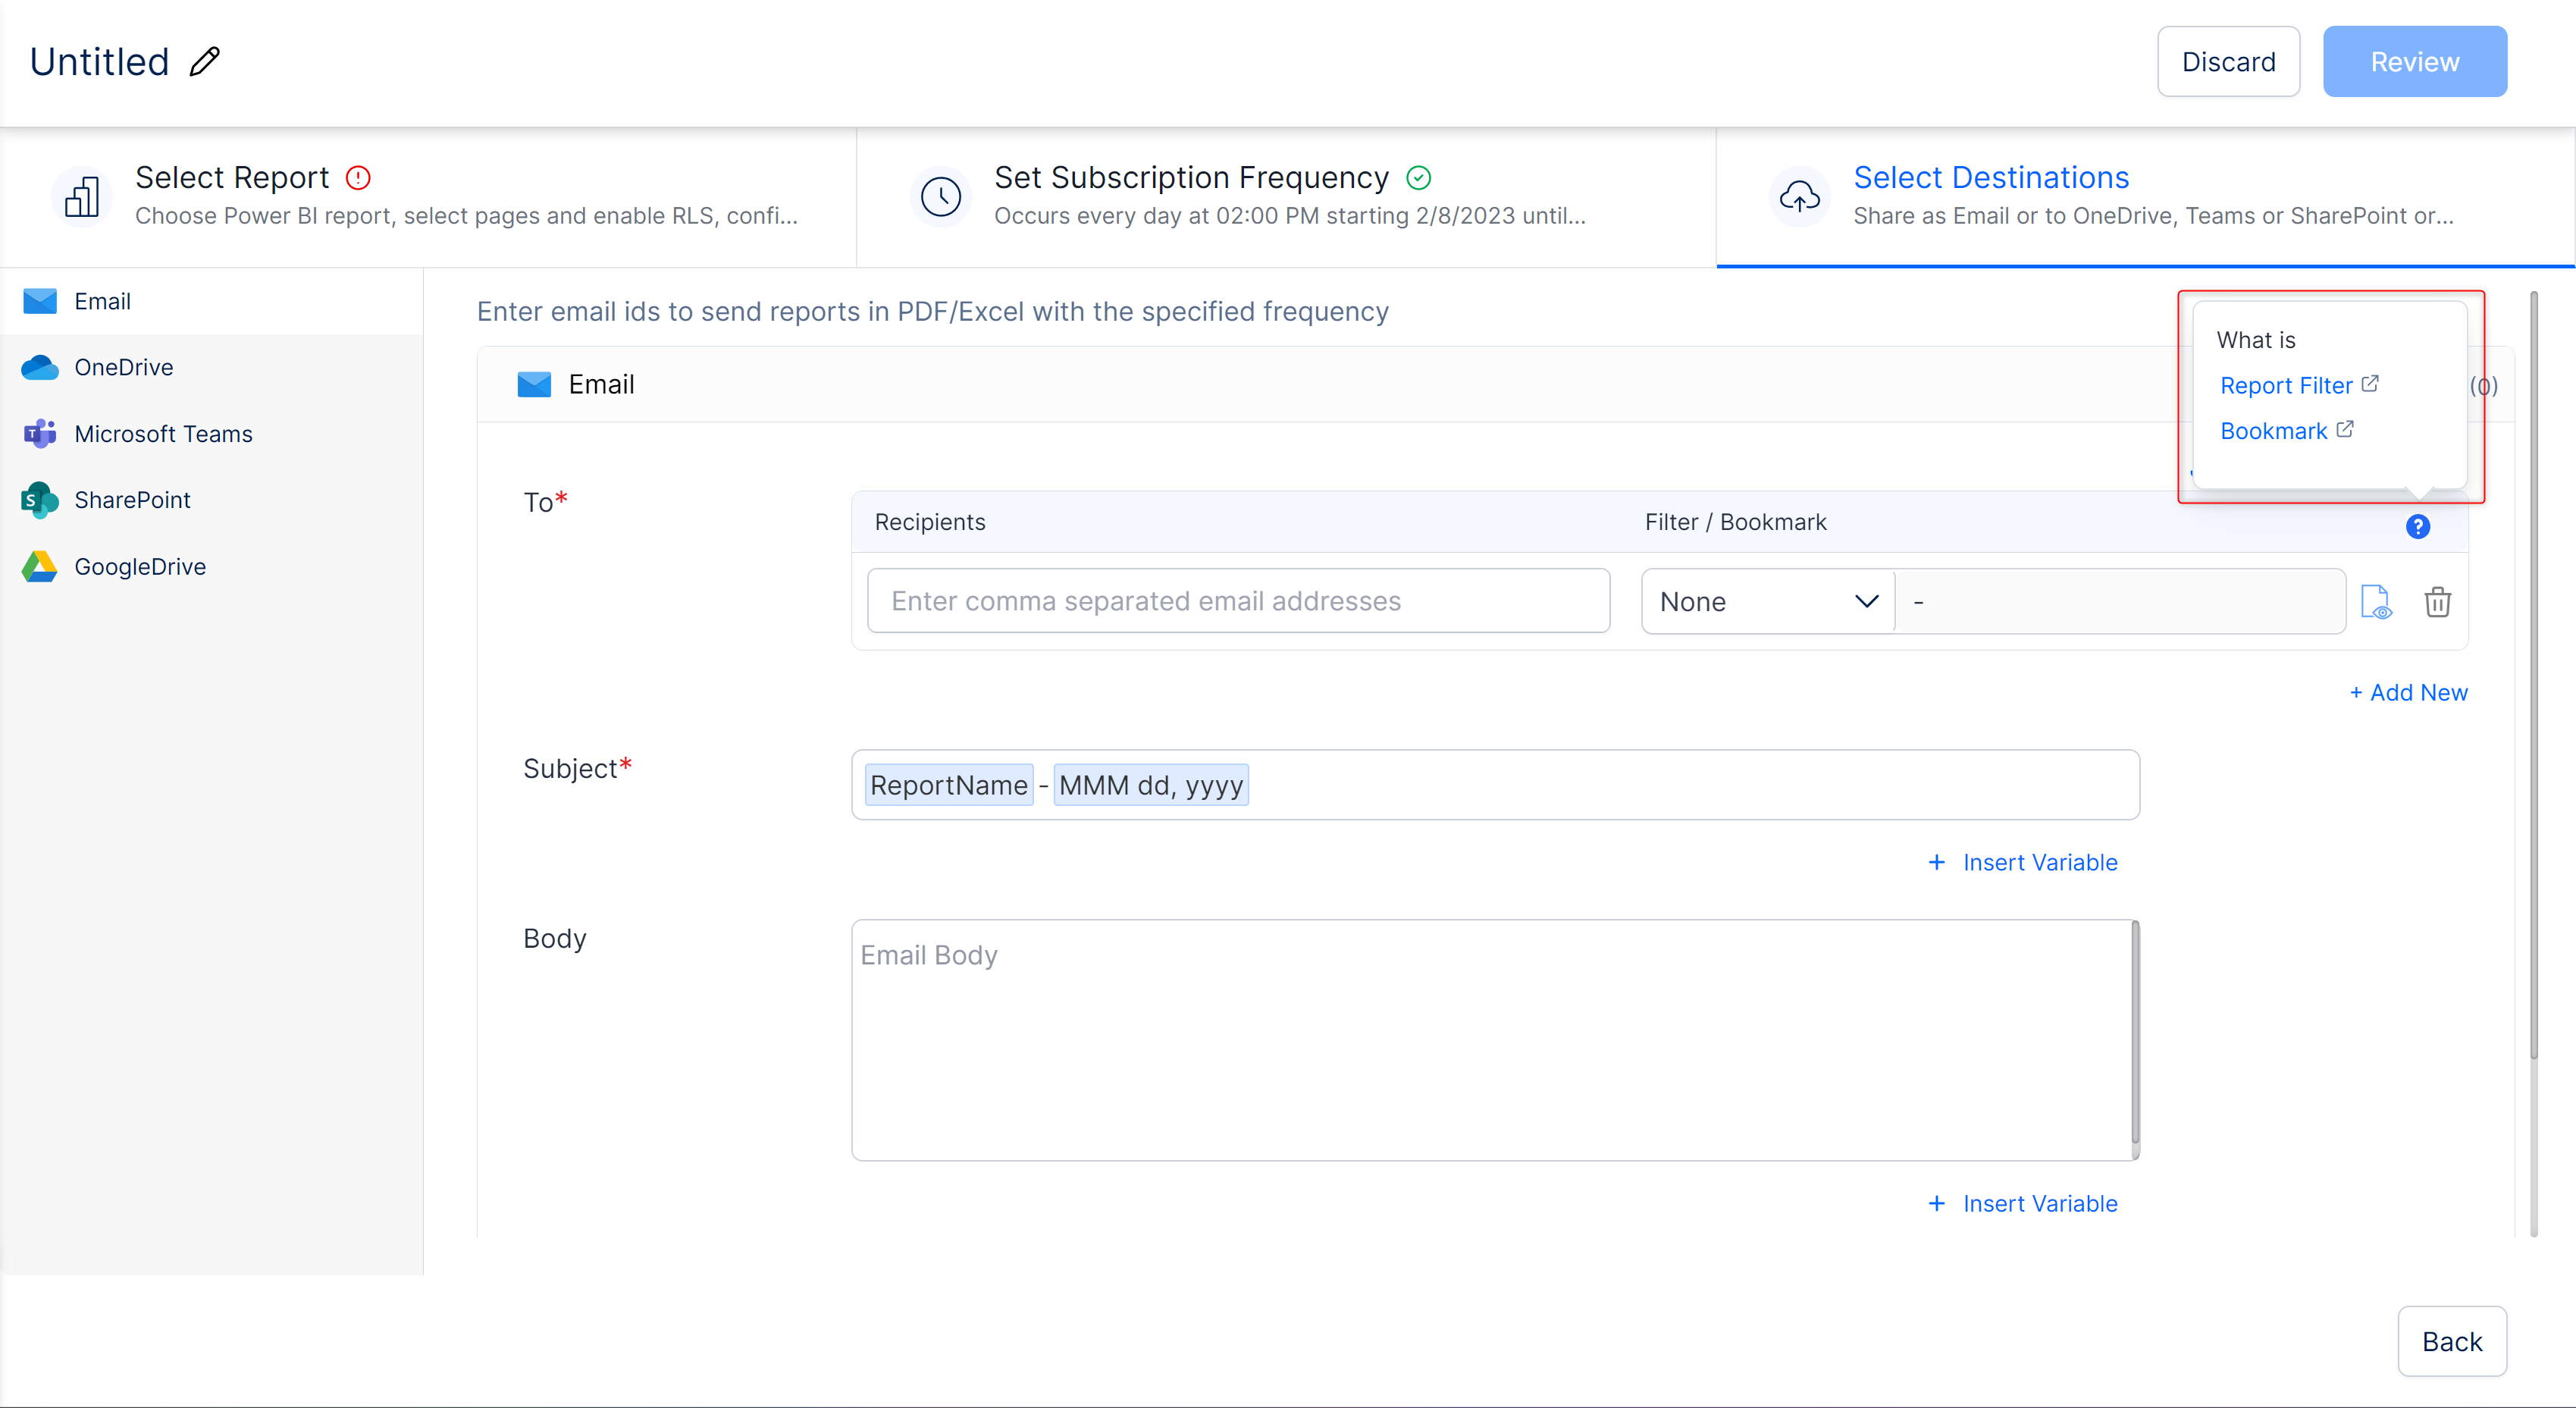 Untitled
Discard
Review
Select Report
Choose Power BI report, select pages and enable RLS, confi...
Set Subscription Frequency
Occurs every day at 02:00 PM starting 2/8/2023 until...
Select Destinations
Share as Email or to OneDrive, Teams or SharePoint or...
Email
OneDrive
Microsoft Teams
SharePoint
GoogleDrive
Enter email ids to send reports in PDF/Excel with the specified frequency
What is
Report Filter
Bookmark
Email
(0)
To*
Recipients
Filter / Bookmark
?
Enter comma separated email addresses
None
-
+ Add New
Subject*
ReportName - MMM dd, yyyy
+ Insert Variable
Body
Email Body
+ Insert Variable
Back